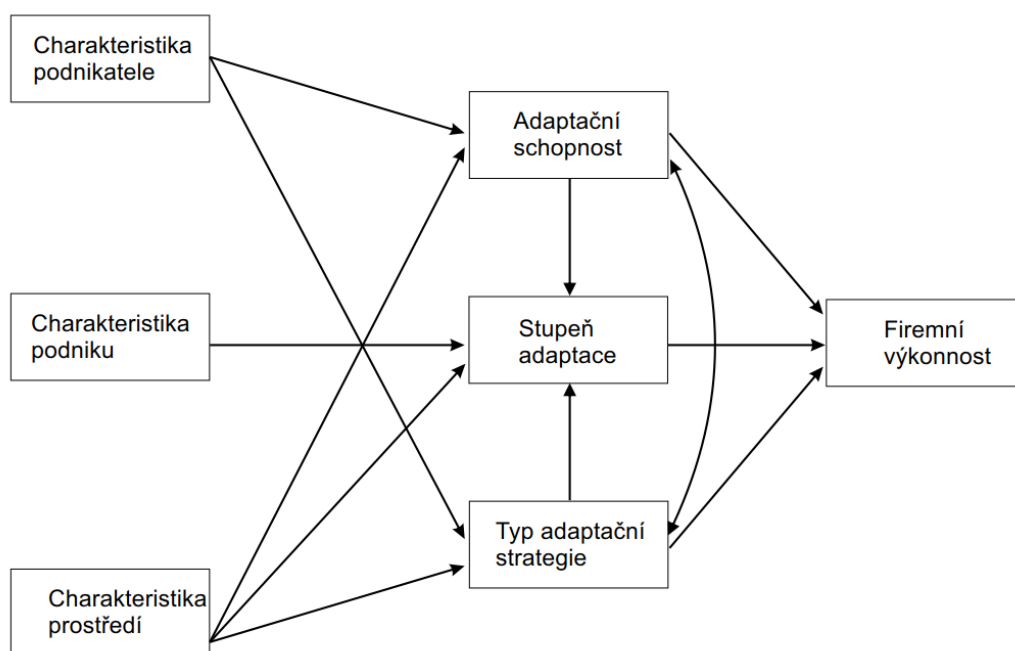 Charakteristika
podnikatele
Adaptační
schopnost
Charakteristika
podniku
Stupeň
adaptace
Firemní
výkonnost
Typ adaptační
strategie
Charakteristika
prostředí